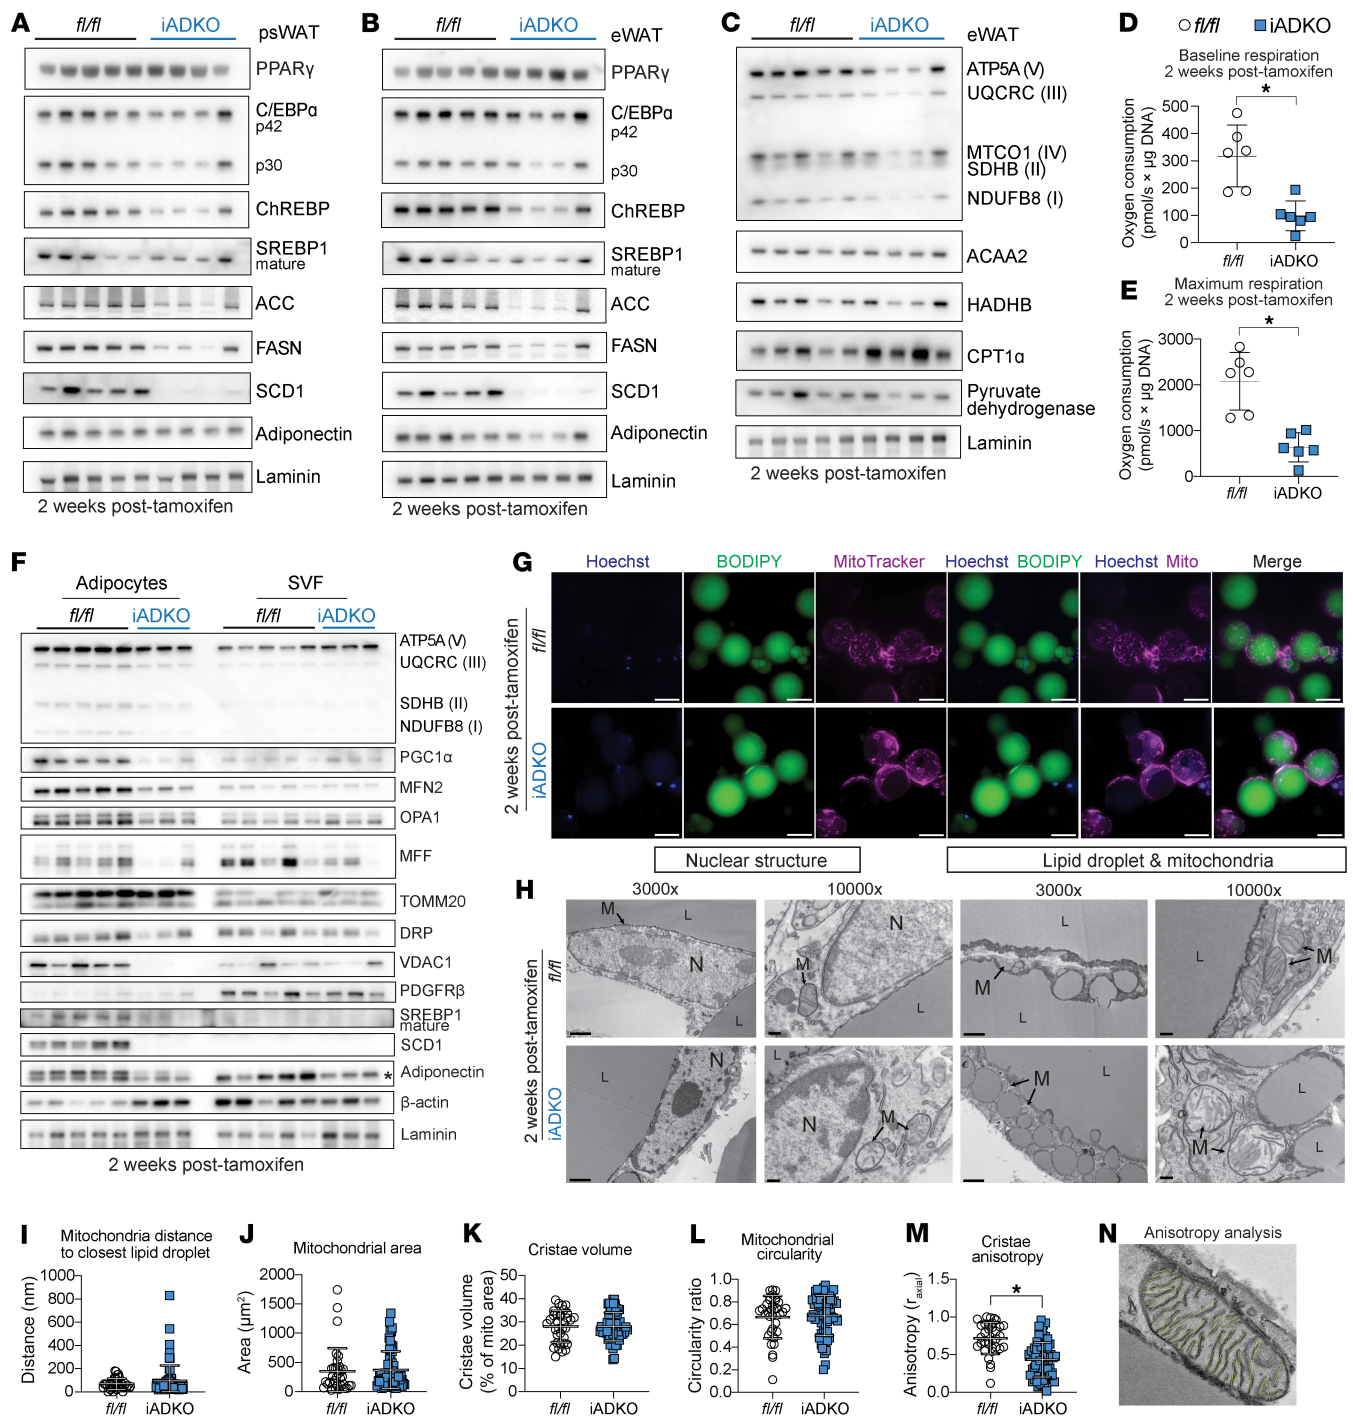 A
fl/fl
iADKO
psWAT
PPARγ
C/EBPα
p42
p30
ChREBP
SREBP1
mature
ACC
FASN
SCD1
Adiponectin
Laminin
2 weeks post-tamoxifen
B
fl/fl
iADKO
eWAT
PPARγ
C/EBPα
p42
p30
ChREBP
SREBP1
mature
ACC
FASN
SCD1
Adiponectin
Laminin
2 weeks post-tamoxifen
C
fl/fl
iADKO
eWAT
ATP5A (V)
UQCRC (III)
MTCO1 (IV)
SDHB (II)
NDUFB8 (I)
ACAA2
HADHB
CPT1α
Pyruvate
dehydrogenase
Laminin
2 weeks post-tamoxifen
D
fl/fl
iADKO
Baseline respiration
2 weeks post-tamoxifen
*
Oxygen consumption
(pmol/s × µg DNA)
500
400
300
200
100
0
fl/fl
iADKO
E
Maximum respiration
2 weeks post-tamoxifen
*
Oxygen consumption
(pmol/s × µg DNA)
3000
2000
1000
0
fl/fl
iADKO
F
Adipocytes
SVF
fl/fl
iADKO
fl/fl
iADKO
ATP5A (V)
UQCRC (III)
SDHB (II)
NDUFB8 (I)
PGC1α
MFN2
OPA1
MFF
TOMM20
DRP
VDAC1
PDGFRβ
SREBP1
mature
SCD1
Adiponectin
*
β-actin
Laminin
2 weeks post-tamoxifen
G
Hoechst
BODIPY
MitoTracker
Hoechst BODIPY
Hoechst Mito
Merge
2 weeks post-tamoxifen
fl/fl
iADKO
Nuclear structure
Lipid droplet & mitochondria
H
3000x
10000x
3000x
10000x
2 weeks post-tamoxifen
fl/fl
iADKO
M
L
N
L
N
M
L
L
M
L
L
M
L
N
L
N
M
M
L
L
M
L
I
Mitochondria distance
to closest lipid droplet
Distance (nm)
1000
800
600
400
200
0
fl/fl
iADKO
J
Mitochondrial area
Area (µm²)
2000
1500
1000
500
0
fl/fl
iADKO
K
Cristae volume
Cristae volume
(% of mito area)
50
40
30
20
10
0
fl/fl
iADKO
L
Mitochondrial
circularity
Circularity ratio
1.0
0.8
0.6
0.4
0.2
0.0
fl/fl
iADKO
M
Cristae
anisotropy
*
Anisotropy (raxial)
1.5
1.0
0.5
0.0
fl/fl
iADKO
N
Anisotropy analysis